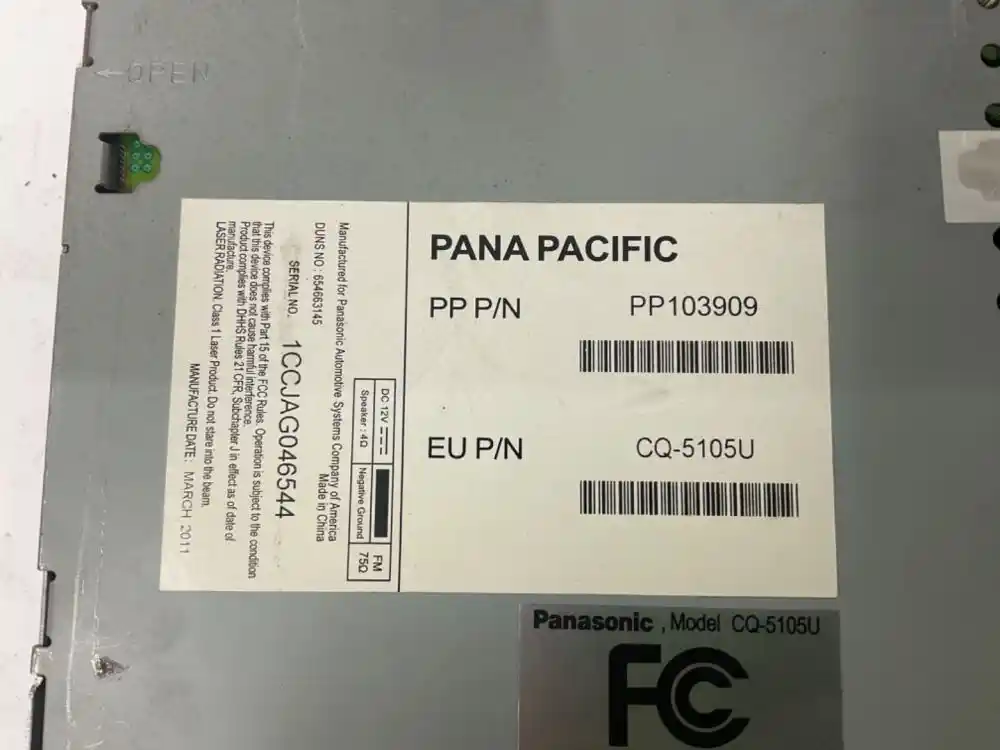 ←OPEN
PANA PACIFIC
PP P/N PP103909
EU P/N CQ-5105U
Manufactured for Panasonic Automotive Systems Company of America
DUNS NO : 654663145
Made in China
DC 12V
Speaker : 4Ω
Negative Ground
FM
75Ω
SERIAL NO. 1CCJAG046544
This device complies with Part 15 of the FCC Rules. Operation is subject to the condition
that this device does not cause harmful interference.
Product complies with DHHS Rules 21 CFR, Subchapter J in effect as of date of
manufacture.
LASER RADIATION. Class 1 Laser Product. Do not stare into the beam.
MANUFACTURE DATE : MARCH 2011
Panasonic , Model CQ-5105U
FC